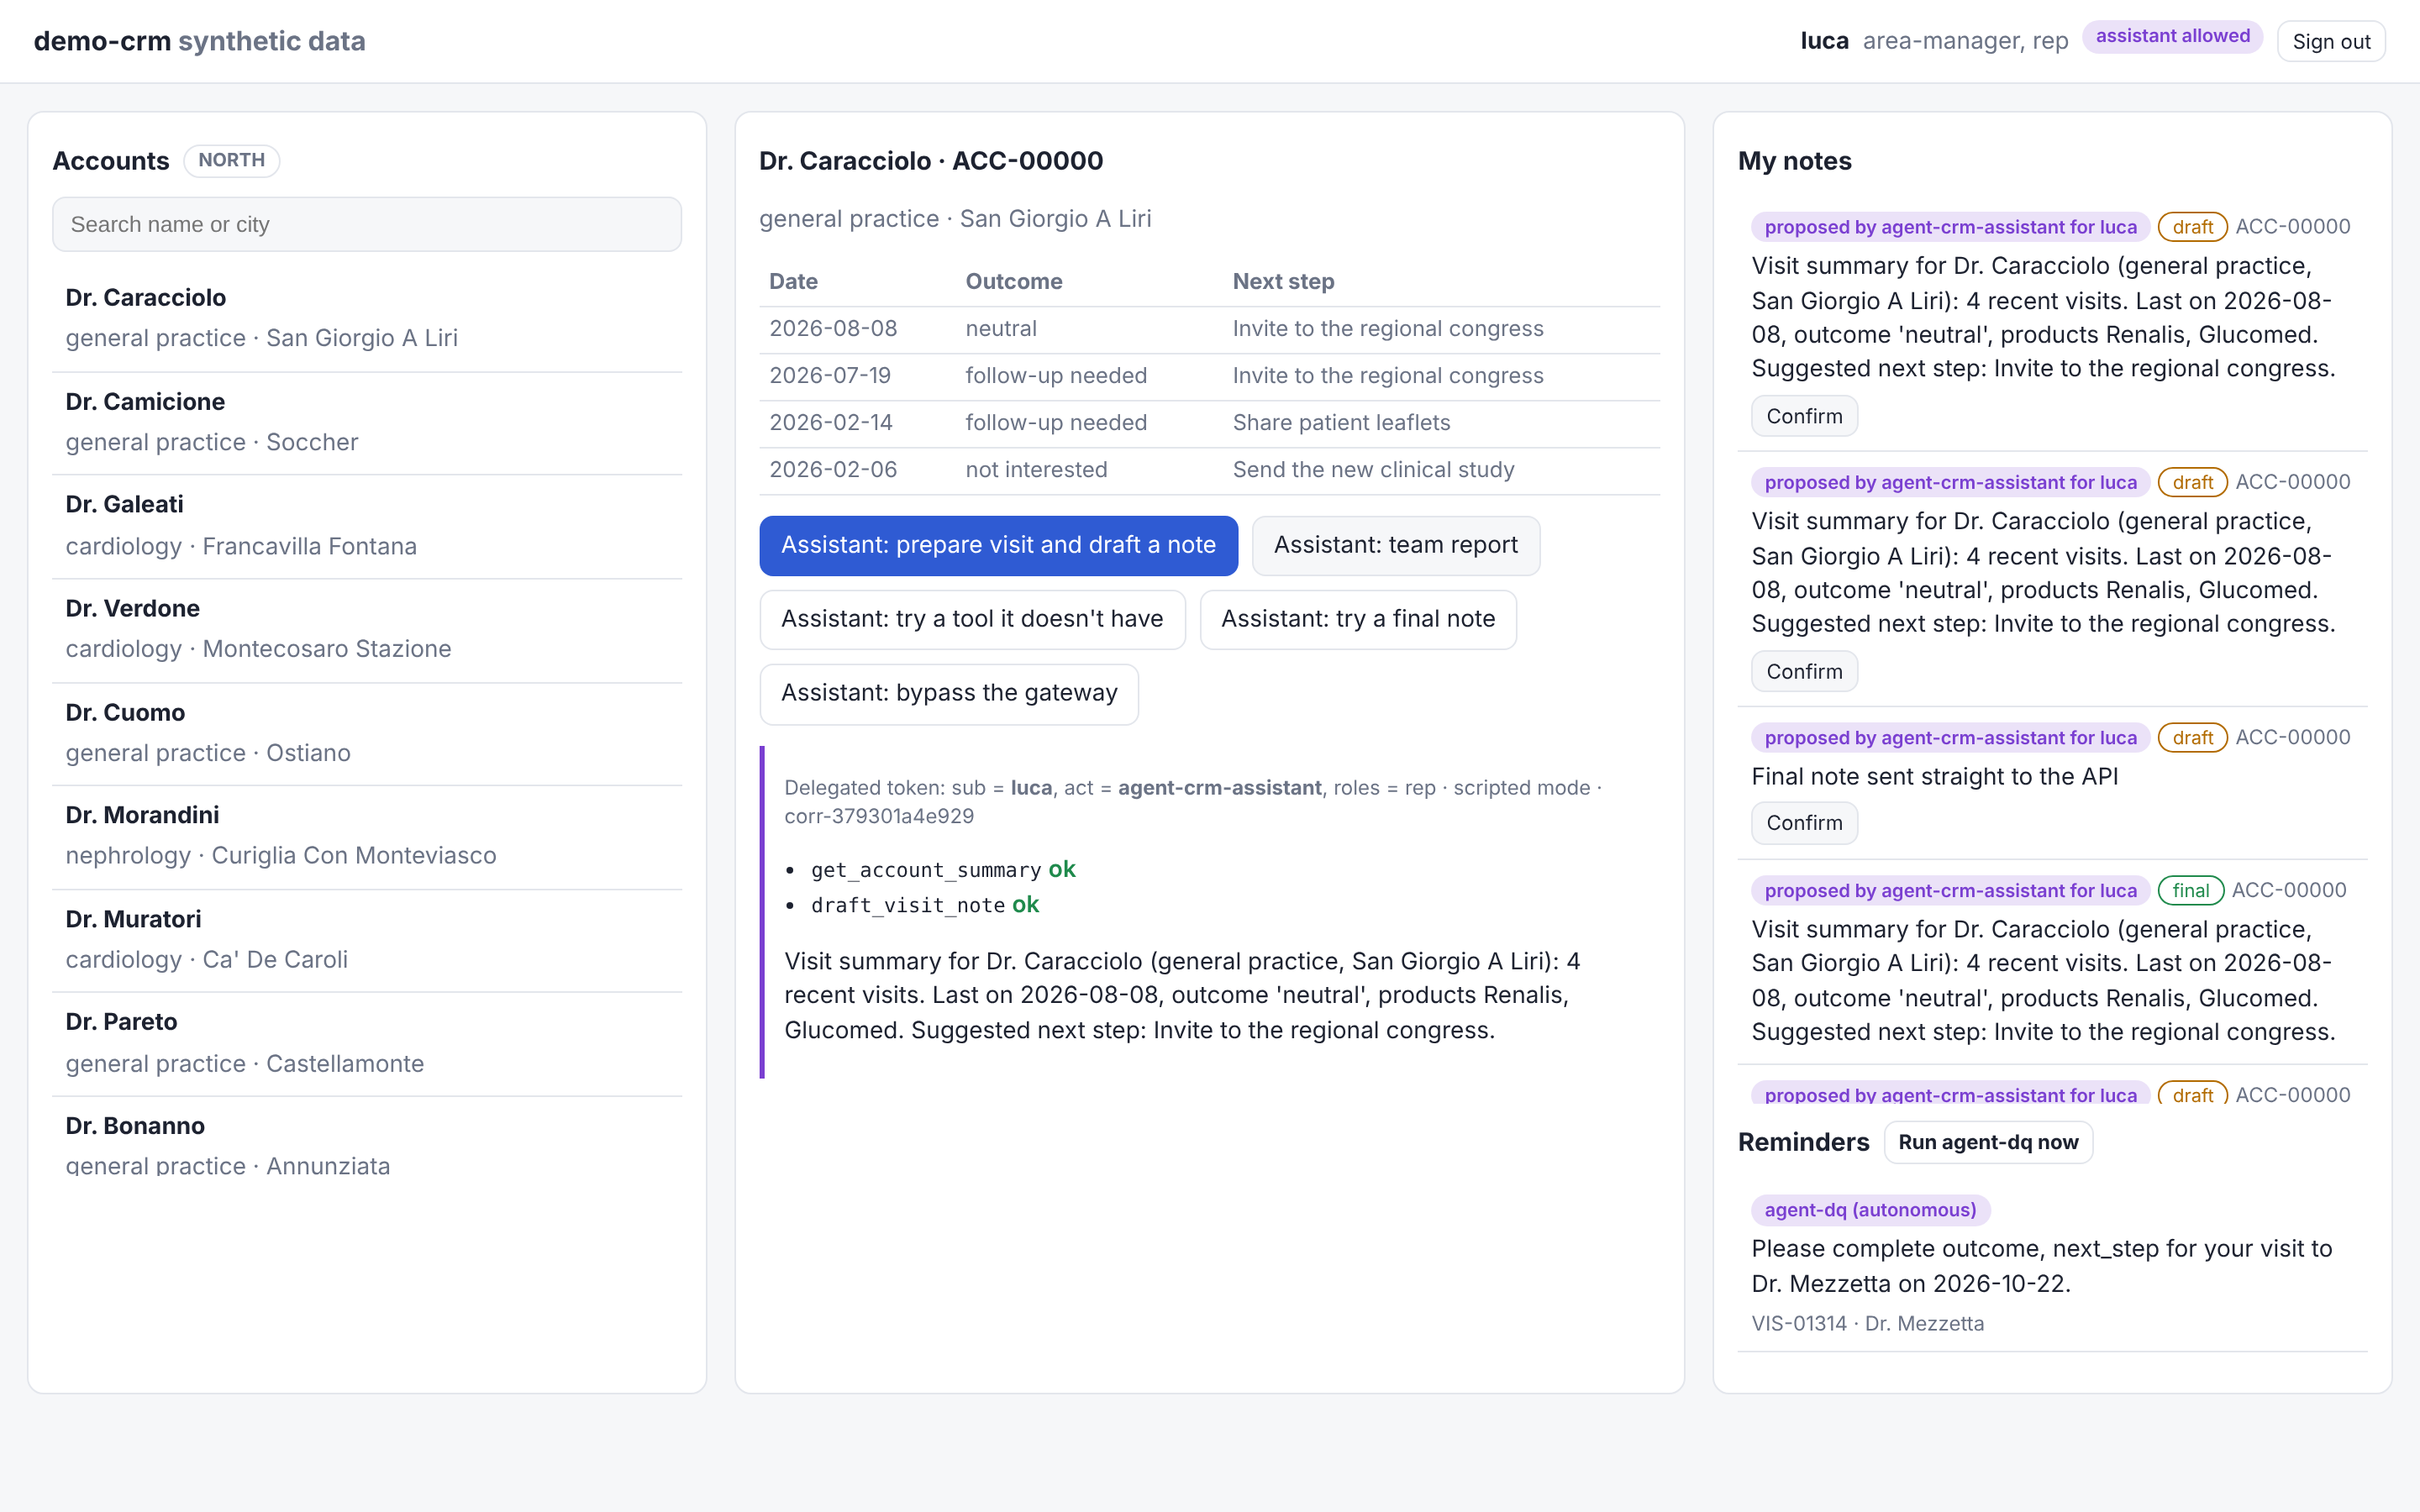 demo-crm synthetic data
luca area-manager, rep assistant allowed Sign out
Accounts NORTH
Search name or city
Dr. Caracciolo
general practice · San Giorgio A Liri
Dr. Camicione
general practice · Soccher
Dr. Galeati
cardiology · Francavilla Fontana
Dr. Verdone
cardiology · Montecosaro Stazione
Dr. Cuomo
general practice · Ostiano
Dr. Morandini
nephrology · Curiglia Con Monteviasco
Dr. Muratori
cardiology · Ca' De Caroli
Dr. Pareto
general practice · Castellamonte
Dr. Bonanno
general practice · Annunziata
Dr. Caracciolo · ACC-00000
general practice · San Giorgio A Liri
Date Outcome Next step
2026-08-08 neutral Invite to the regional congress
2026-07-19 follow-up needed Invite to the regional congress
2026-02-14 follow-up needed Share patient leaflets
2026-02-06 not interested Send the new clinical study
Assistant: prepare visit and draft a note Assistant: team report
Assistant: try a tool it doesn't have Assistant: try a final note
Assistant: bypass the gateway
Delegated token: sub = luca, act = agent-crm-assistant, roles = rep · scripted mode ·
corr-379301a4e929
• get_account_summary ok
• draft_visit_note ok
Visit summary for Dr. Caracciolo (general practice, San Giorgio A Liri): 4
recent visits. Last on 2026-08-08, outcome 'neutral', products Renalis,
Glucomed. Suggested next step: Invite to the regional congress.
My notes
proposed by agent-crm-assistant for luca draft ACC-00000
Visit summary for Dr. Caracciolo (general practice,
San Giorgio A Liri): 4 recent visits. Last on 2026-08-
08, outcome 'neutral', products Renalis, Glucomed.
Suggested next step: Invite to the regional congress.
Confirm
proposed by agent-crm-assistant for luca draft ACC-00000
Visit summary for Dr. Caracciolo (general practice,
San Giorgio A Liri): 4 recent visits. Last on 2026-08-
08, outcome 'neutral', products Renalis, Glucomed.
Suggested next step: Invite to the regional congress.
Confirm
proposed by agent-crm-assistant for luca draft ACC-00000
Final note sent straight to the API
Confirm
proposed by agent-crm-assistant for luca final ACC-00000
Visit summary for Dr. Caracciolo (general practice,
San Giorgio A Liri): 4 recent visits. Last on 2026-08-
08, outcome 'neutral', products Renalis, Glucomed.
Suggested next step: Invite to the regional congress.
proposed by agent-crm-assistant for luca draft ACC-00000
Reminders Run agent-dq now
agent-dq (autonomous)
Please complete outcome, next_step for your visit to
Dr. Mezzetta on 2026-10-22.
VIS-01314 · Dr. Mezzetta